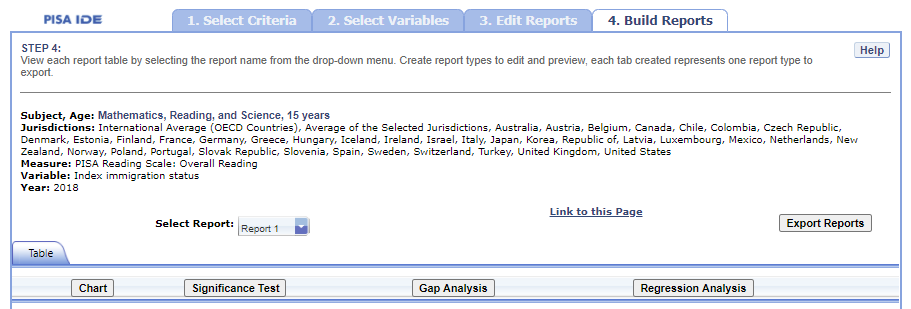 PISA IDE
1. Select Criteria
2. Select Variables
3. Edit Reports
4. Build Reports
STEP 4:
View each report table by selecting the report name from the drop-down menu. Create report types to edit and preview, each tab created represents one report type to
export.
Help
Subject, Age: Mathematics, Reading, and Science, 15 years
Jurisdictions: International Average (OECD Countries), Average of the Selected Jurisdictions, Australia, Austria, Belgium, Canada, Chile, Colombia, Czech Republic,
Denmark, Estonia, Finland, France, Germany, Greece, Hungary, Iceland, Ireland, Israel, Italy, Japan, Korea, Republic of, Latvia, Luxembourg, Mexico, Netherlands, New
Zealand, Norway, Poland, Portugal, Slovak Republic, Slovenia, Spain, Sweden, Switzerland, Turkey, United Kingdom, United States
Measure: PISA Reading Scale: Overall Reading
Variable: Index immigration status
Year: 2018
Link to this Page
Select Report: Report 1
Export Reports
Table
Chart
Significance Test
Gap Analysis
Regression Analysis